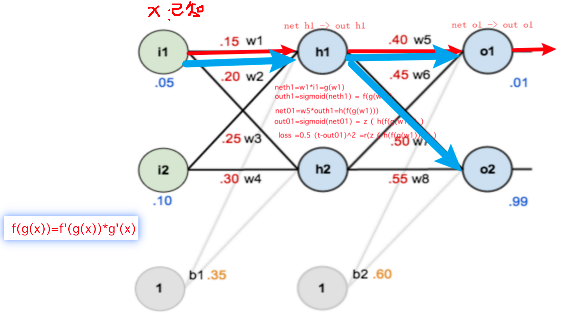 x 已知
net h1 -> out h1
net o1 -> out o1
.15 w1
.40 w5
i1
h1
o1
.05
.20 w2
.45 w6
.01
neth1=w1*i1=g(w1)
outh1=sigmoid(neth1) = f(g(w
net01=w5*outh1=h(f(g(w1)))
out01=sigmoid(net01) = z ( h(f(g(w
loss =0.5 (t-out01)^2 =r(z ( h(f(g(w1)
.25 w3
.50 w7
i2
h2
o2
.30 w4
.55 w8
.10
.99
f(g(x))=f'(g(x))*g'(x)
b1 .35
b2 .60
1
1